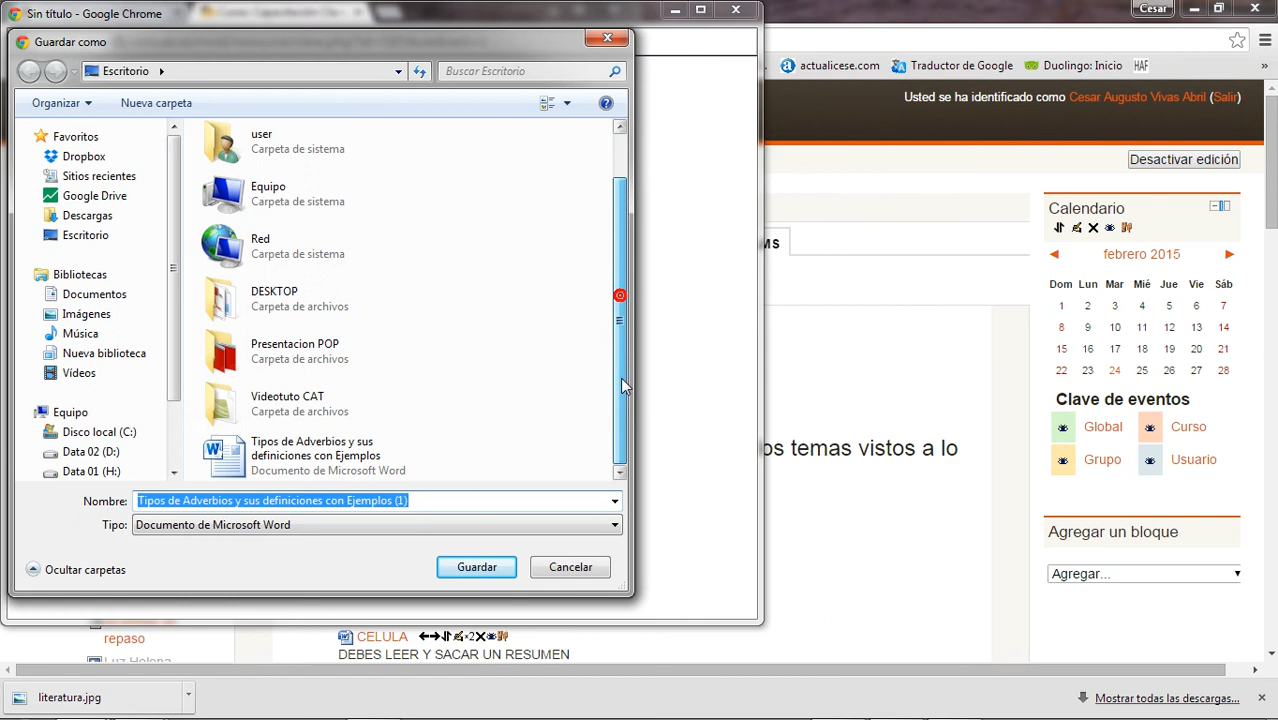 Sin título - Google Chrome
Cesar
Guardar como
Escritorio
Buscar Escritorio
actualicese.com
Traductor de Google
Duolingo: Inicio
HAF
»
Organizar
Nueva carpeta
Usted se ha identificado como Cesar Augusto Vivas Abril (Salir)
Desactivar edición
Favoritos
Dropbox
Sitios recientes
Google Drive
Descargas
Escritorio
Bibliotecas
Documentos
Imágenes
Música
Nueva biblioteca
Vídeos
Equipo
Disco local (C:)
Data 02 (D:)
Data 01 (H:)
user
Carpeta de sistema
Equipo
Carpeta de sistema
Red
Carpeta de sistema
DESKTOP
Carpeta de archivos
Presentacion POP
Carpeta de archivos
Videotuto CAT
Carpeta de archivos
Tipos de Adverbios y sus
definiciones con Ejemplos
Documento de Microsoft Word
Nombre: Tipos de Adverbios y sus definiciones con Ejemplos (1)
Tipo: Documento de Microsoft Word
Ocultar carpetas
Guardar
Cancelar
MS
os temas vistos a lo
Calendario
febrero 2015
Dom Lun Mar Mié Jue Vie Sáb
1 2 3 4 5 6 7
8 9 10 11 12 13 14
15 16 17 18 19 20 21
22 23 24 25 26 27 28
Clave de eventos
Global
Curso
Grupo
Usuario
Agregar un bloque
Agregar...
repaso
Luz Helena
CELULA
×2
DEBES LEER Y SACAR UN RESUMEN
literatura.jpg
Mostrar todas las descargas...